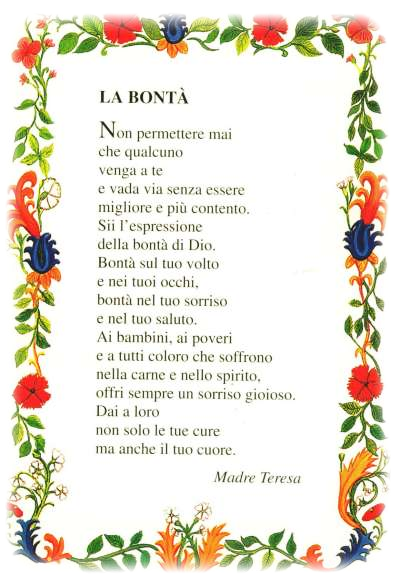 LA BONTÀ
Non permettere mai
che qualcuno
venga a te
e vada via senza essere
migliore e più contento.
Sii l'espressione
della bontà di Dio.
Bontà sul tuo volto
e nei tuoi occhi,
bontà nel tuo sorriso
e nel tuo saluto.
Ai bambini, ai poveri
e a tutti coloro che soffrono
nella carne e nello spirito,
offri sempre un sorriso gioioso.
Dai a loro
non solo le tue cure
ma anche il tuo cuore.
Madre Teresa